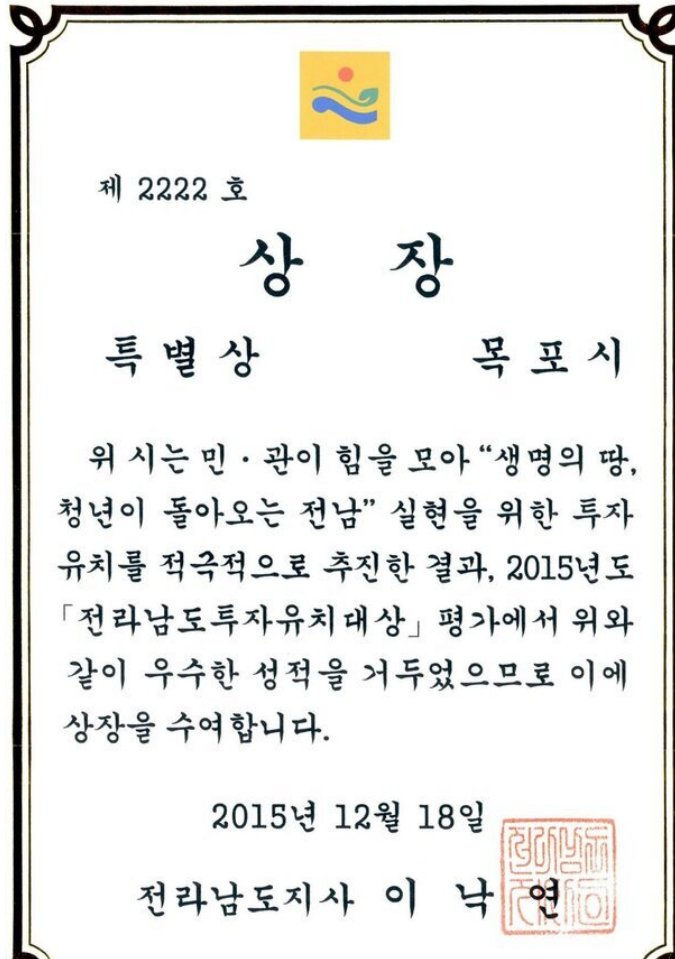 제 2222 호
상 장
특별상 목포시
위 시는 민·관이 힘을 모아 “생명의 땅,
청년이 돌아오는 전남” 실현을 위한 투자
유치를 적극적으로 추진한 결과, 2015년도
「전라남도투자유치대상」 평가에서 위와
같이 우수한 성적을 거두었으므로 이에
상장을 수여합니다.
2015년 12월 18일
전라남도지사 이 낙 연